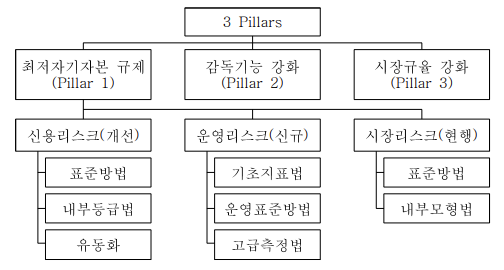 3 Pillars
최저자기자본 규제
(Pillar 1)
감독기능 강화
(Pillar 2)
시장규율 강화
(Pillar 3)
신용리스크(개선)
운영리스크(신규)
시장리스크(현행)
표준방법
기초지표법
표준방법
내부등급법
운영표준방법
내부모형법
유동화
고급측정법